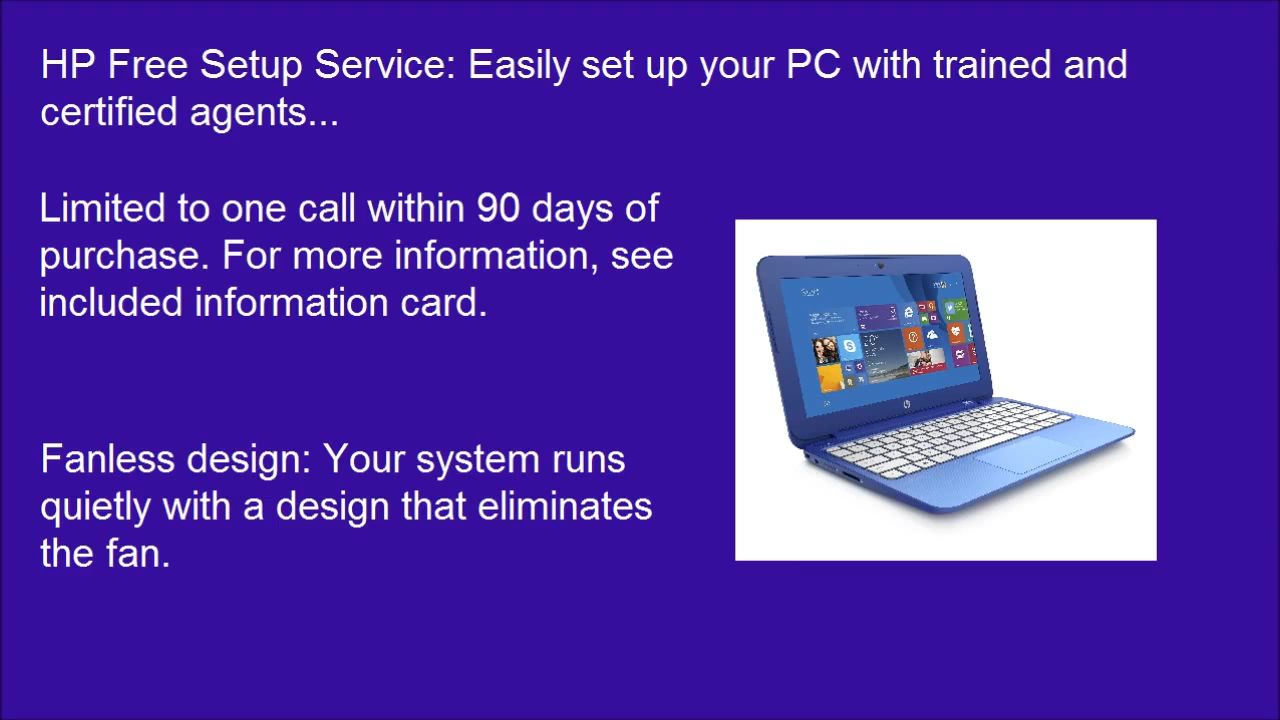 HP Free Setup Service: Easily set up your PC with trained and
certified agents...
Limited to one call within 90 days of
purchase. For more information, see
included information card.
Fanless design: Your system runs
quietly with a design that eliminates
the fan.
Start